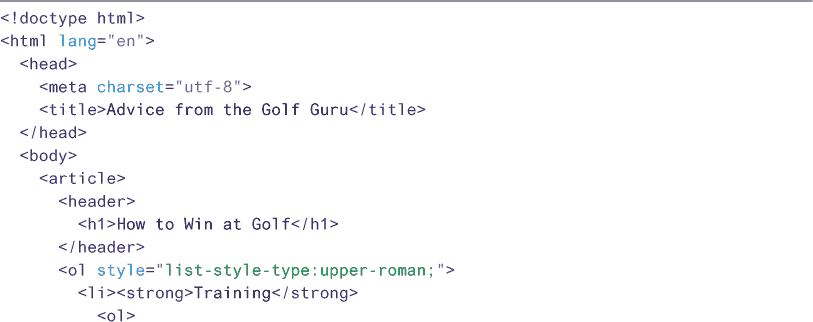 <!doctype html>
<html lang="en">
<head>
<meta charset="utf-8">
<title>Advice from the Golf Guru</title>
</head>
<body>
<article>
<header>
<h1>How to Win at Golf</h1>
</header>
<ol style="list-style-type:upper-roman;">
<li><strong>Training</strong>
<ol>